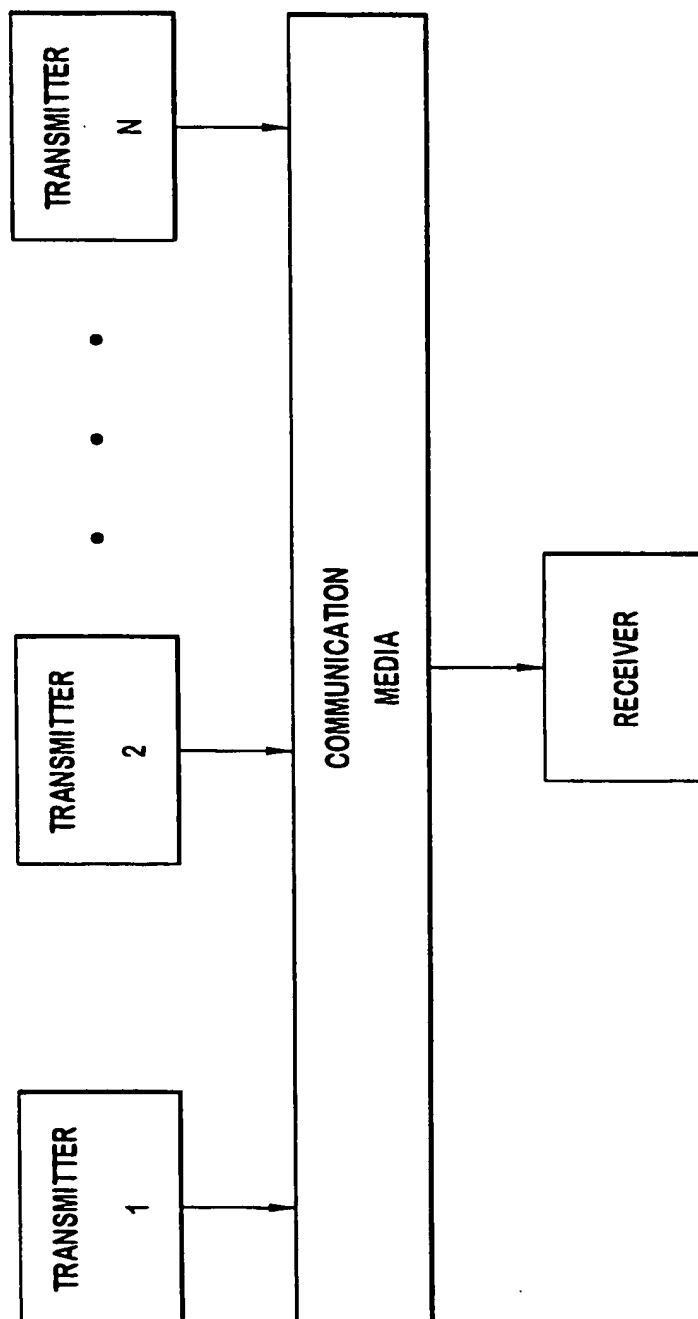 TRANSMITTER
1
TRANSMITTER
2
TRANSMITTER
N
COMMUNICATION
MEDIA
RECEIVER